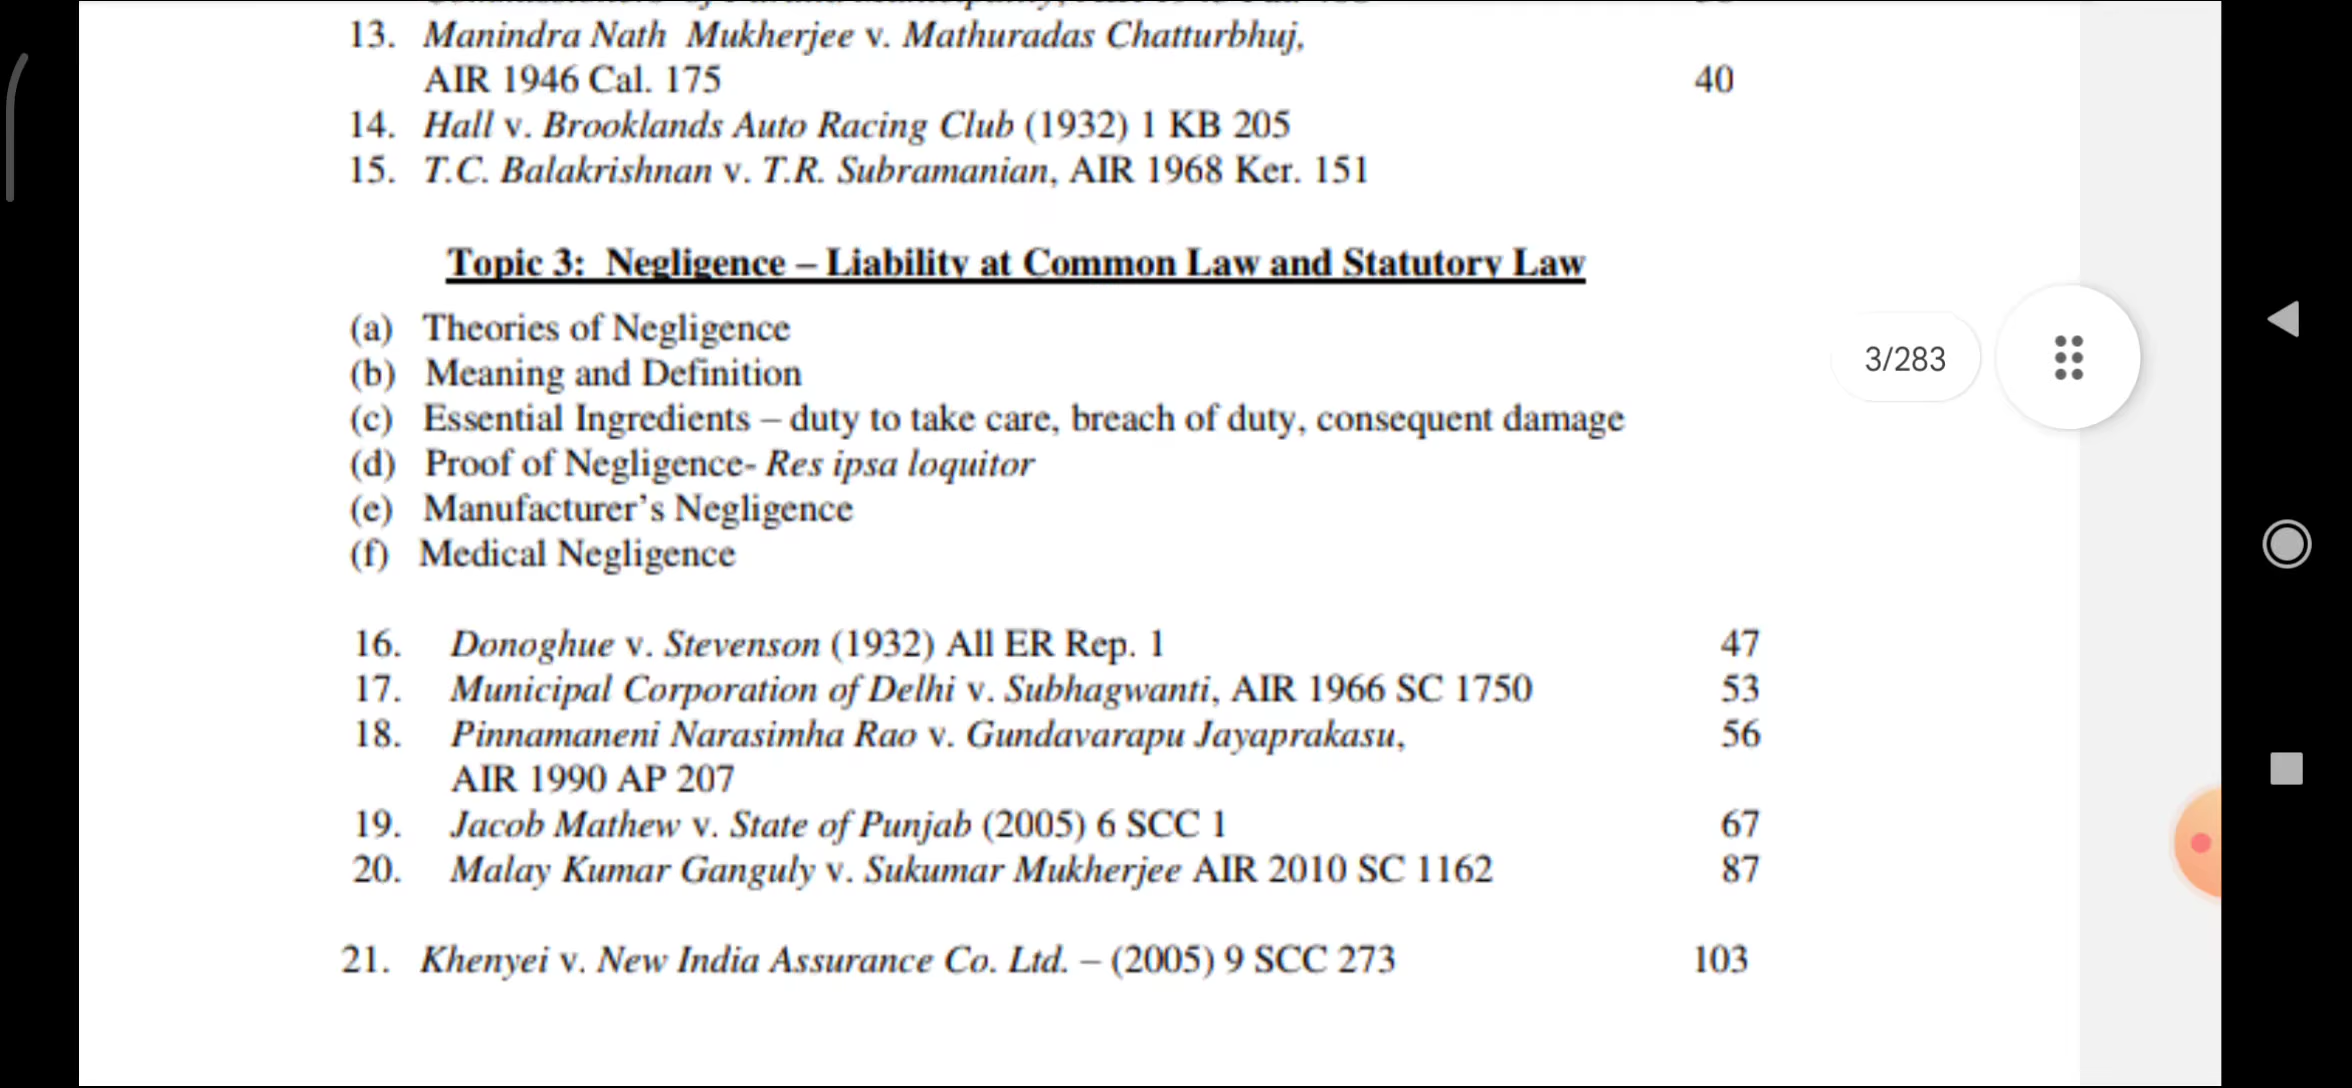 13. Manindra Nath Mukherjee v. Mathuradas Chatturbhuj,
AIR 1946 Cal. 175 40
14. Hall v. Brooklands Auto Racing Club (1932) 1 KB 205
15. T.C. Balakrishnan v. T.R. Subramanian, AIR 1968 Ker. 151
Topic 3: Negligence – Liability at Common Law and Statutory Law
(a) Theories of Negligence
(b) Meaning and Definition
3/283
(c) Essential Ingredients – duty to take care, breach of duty, consequent damage
(d) Proof of Negligence- Res ipsa loquitor
(e) Manufacturer's Negligence
(f) Medical Negligence
16. Donoghue v. Stevenson (1932) All ER Rep. 1 47
17. Municipal Corporation of Delhi v. Subhagwanti, AIR 1966 SC 1750 53
18. Pinnamaneni Narasimha Rao v. Gundavarapu Jayaprakasu, 56
AIR 1990 AP 207
19. Jacob Mathew v. State of Punjab (2005) 6 SCC 1 67
20. Malay Kumar Ganguly v. Sukumar Mukherjee AIR 2010 SC 1162 87
21. Khenyei v. New India Assurance Co. Ltd. – (2005) 9 SCC 273 103